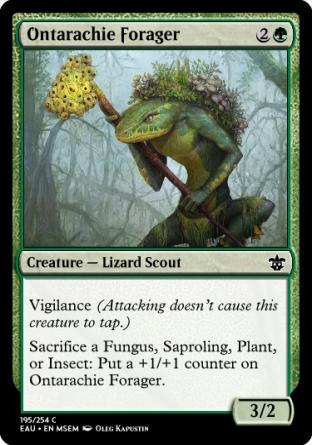 Ontarachie Forager 2
Creature — Lizard Scout
Vigilance (Attacking doesn't cause this
creature to tap.)
Sacrifice a Fungus, Saproling, Plant,
or Insect: Put a +1/+1 counter on
Ontarachie Forager.
3/2
195/254 C
EAU • EN MSEM Oleg Kapustin